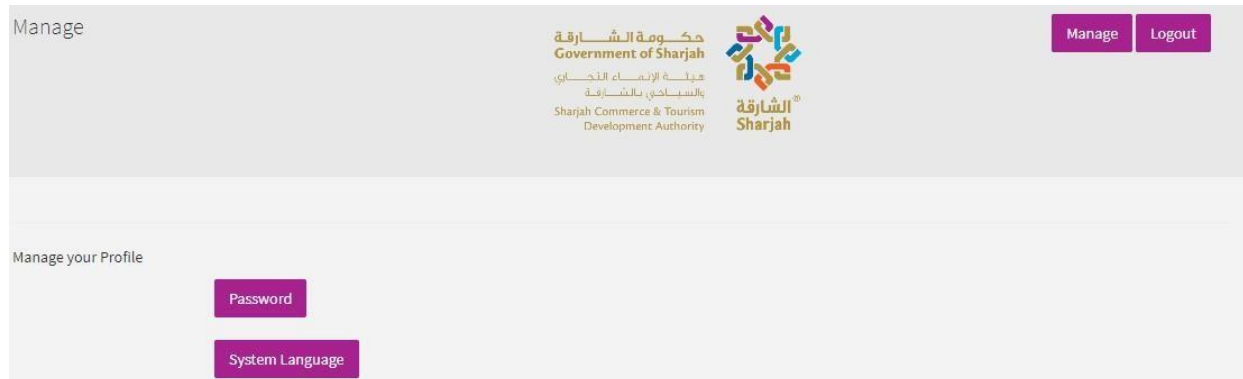 Manage
حكومة الشارقة
Government of Sharjah
هيئة الإنماء التجاري
والسياحي بالشارقة
Sharjah Commerce & Tourism
Development Authority
الشارقة®
Sharjah
Manage
Logout
Manage your Profile
Password
System Language